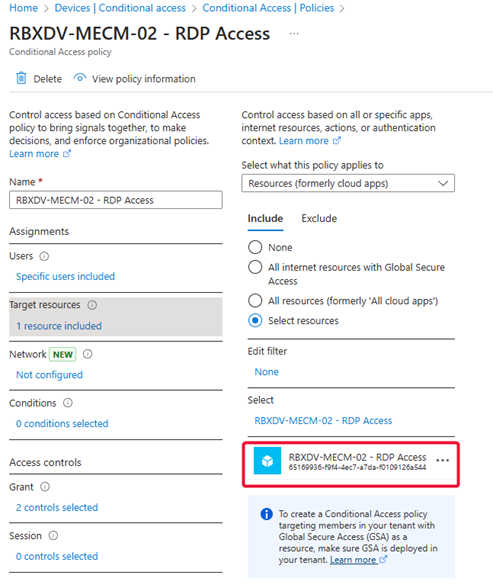 Home > Devices | Conditional access > Conditional Access | Policies >
RBXDV-MECM-02 - RDP Access ...
Conditional Access policy
Delete View policy information
Control access based on Conditional Access
policy to bring signals together, to make
decisions, and enforce organizational policies.
Learn more
Name *
RBXDV-MECM-02 - RDP Access
Assignments
Users
Specific users included
Target resources
1 resource included
Network NEW
Not configured
Conditions
0 conditions selected
Access controls
Grant
2 controls selected
Session
0 controls selected
Control access based on all or specific apps,
internet resources, actions, or authentication
context. Learn more
Select what this policy applies to
Resources (formerly cloud apps)
Include Exclude
None
All internet resources with Global Secure
Access
All resources (formerly 'All cloud apps')
Select resources
Edit filter
None
Select
RBXDV-MECM-02 - RDP Access
RBXDV-MECM-02 - RDP Access ...
65169936-f9f4-4ec7-a7da-f0109126a544
To create a Conditional Access policy
targeting members in your tenant with
Global Secure Access (GSA) as a
resource, make sure GSA is deployed in
your tenant. Learn more